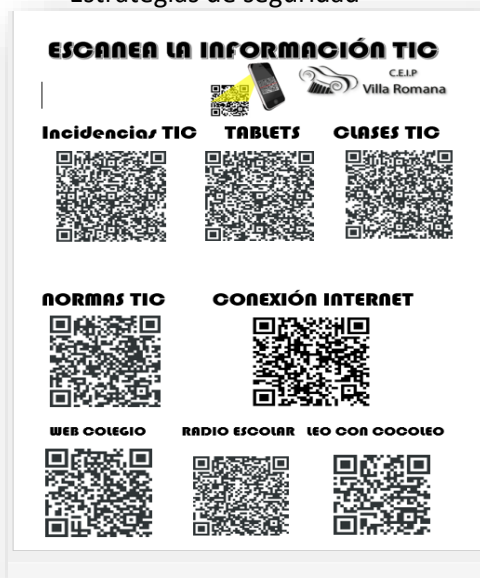 Estrategias de seguridad
ESCANEA LA INFORMACIÓN TIC
C.E.I.P
Villa Romana
Incidencias TIC TABLETS CLASES TIC
NORMAS TIC CONEXIÓN INTERNET
WEB COLEGIO RADIO ESCOLAR LEO CON COCOLEO